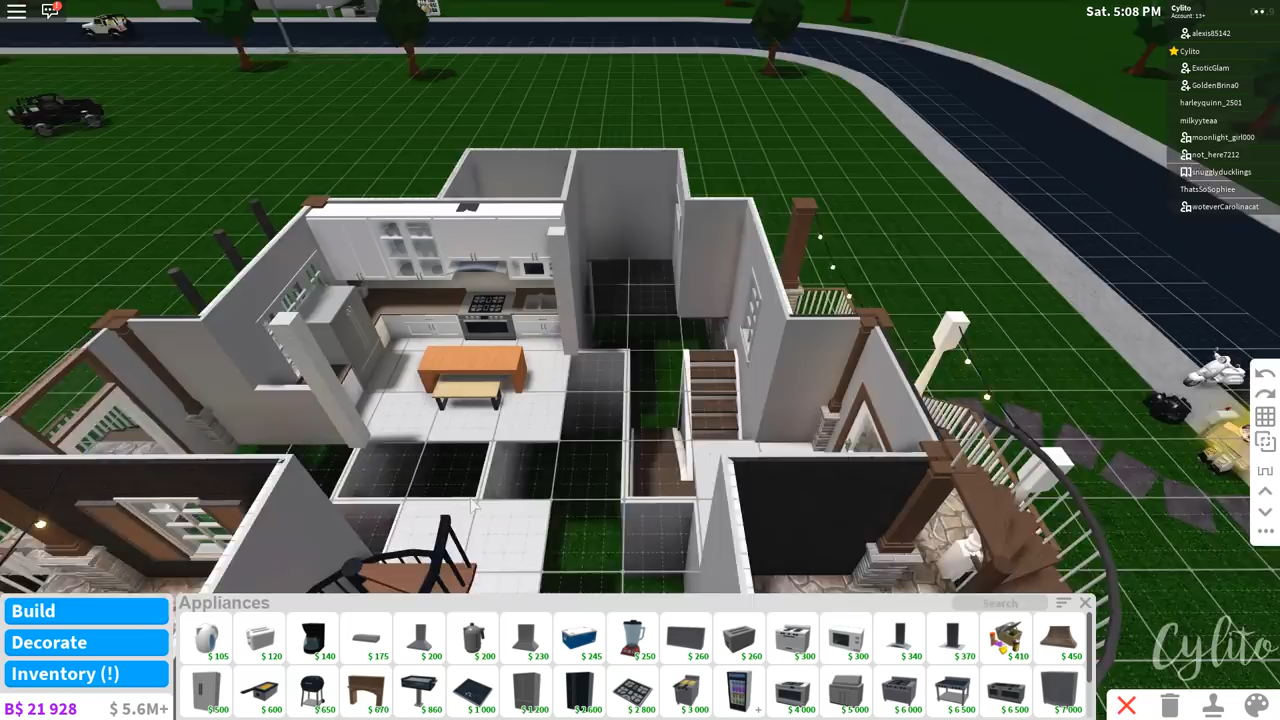 Sat. 5:08 PM
Cylito
Account: 13+
alexis85142
Cylito
ExoticGlam
GoldenBrina0
harleyquinn_2501
milkyyteaa
moonlight_girl000
not_here7212
snugglyducklings
ThatsSoSophiee
woteverCarolinacat
Appliances
Search
Build
Decorate
Inventory (!)
B$ 21 928
$ 5.6M+
$ 105
$ 120
$ 140
$ 175
$ 200
$ 200
$ 230
$ 245
$ 250
$ 260
$ 260
$ 300
$ 300
$ 340
$ 370
$ 410
$ 450
$ 500
$ 600
$ 650
$ 670
$ 860
$ 1 000
$ 1 200
$ 2 800
$ 3 000
$ 4 000
$ 5 000
$ 6 000
$ 6 500
$ 6 500
$ 7 000
Cylito